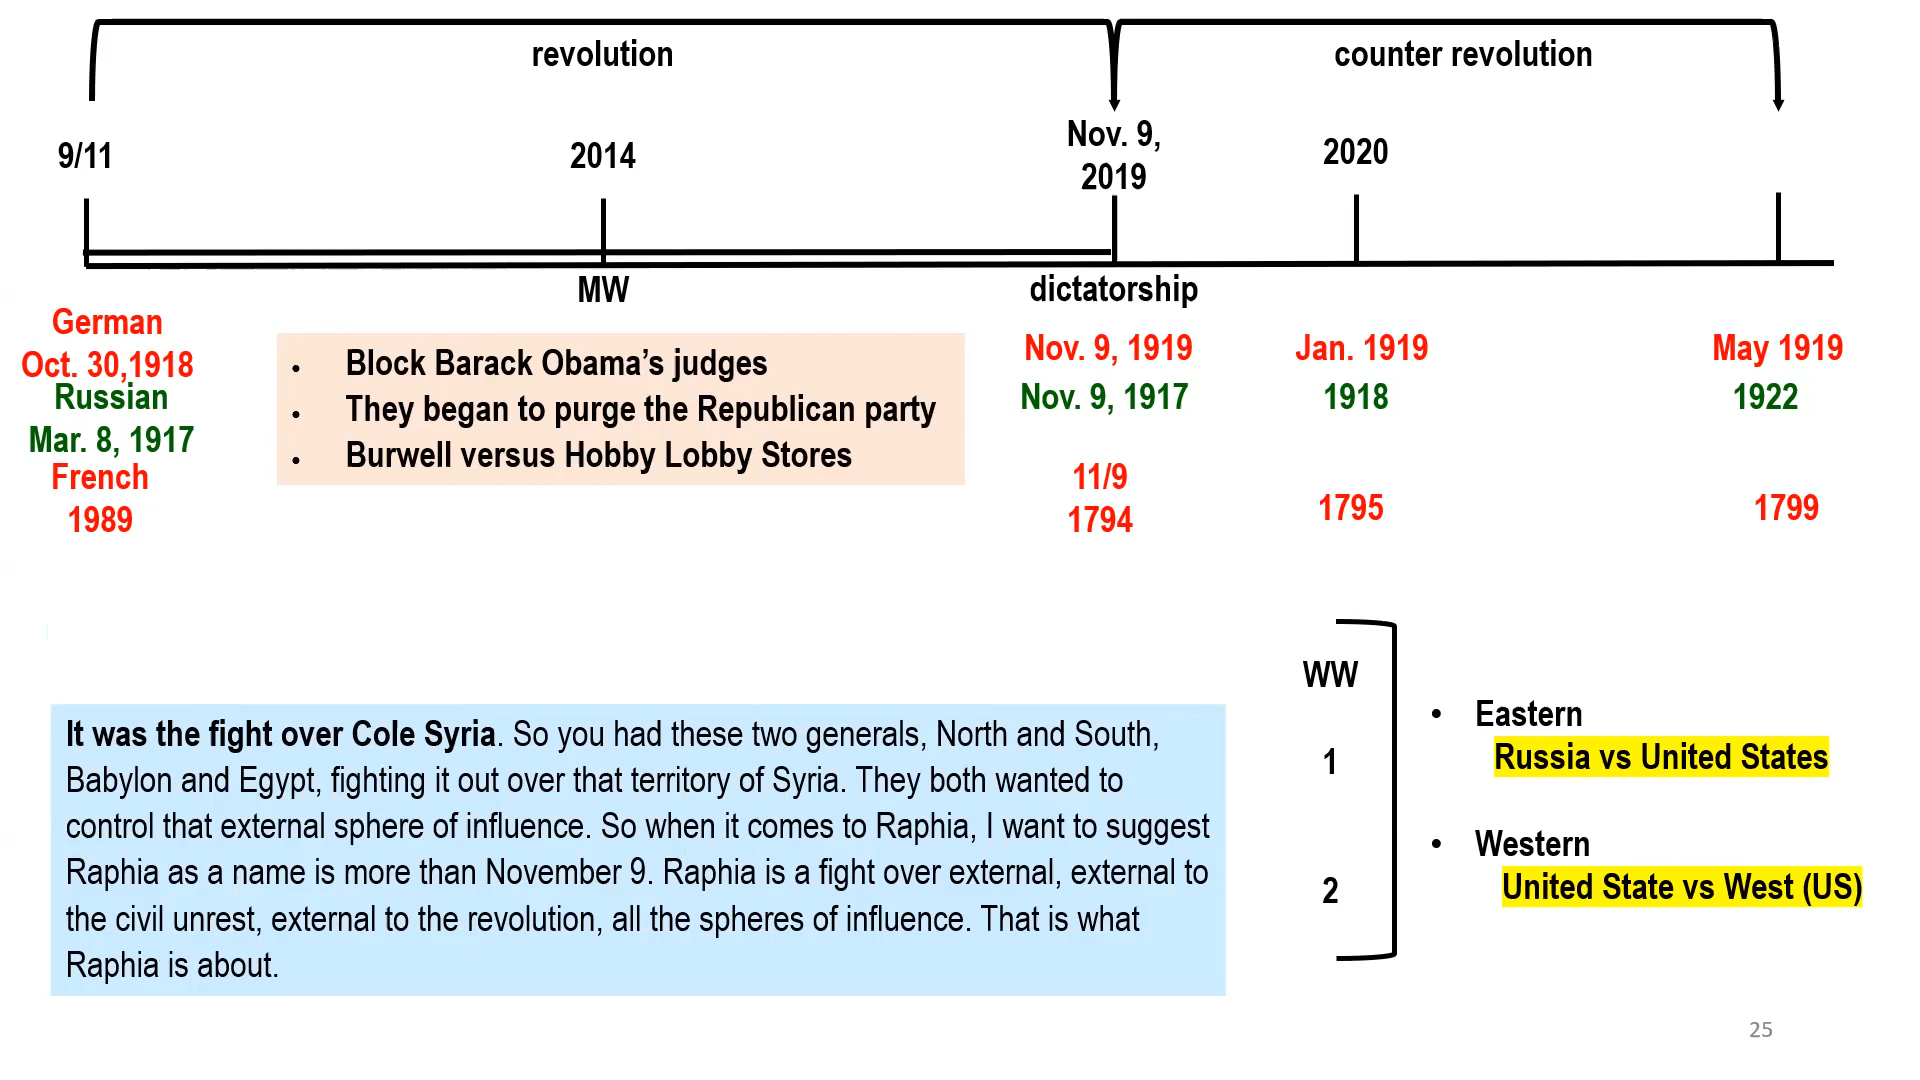 revolution
counter revolution
9/11
2014
Nov. 9,
2019
2020
MW
dictatorship
German
Oct. 30,1918
Russian
Mar. 8, 1917
French
1989
• Block Barack Obama’s judges
• They began to purge the Republican party
• Burwell versus Hobby Lobby Stores
Nov. 9, 1919
Jan. 1919
May 1919
Nov. 9, 1917
1918
1922
11/9
1794
1795
1799
It was the fight over Cole Syria. So you had these two generals, North and South,
Babylon and Egypt, fighting it out over that territory of Syria. They both wanted to
control that external sphere of influence. So when it comes to Raphia, I want to suggest
Raphia as a name is more than November 9. Raphia is a fight over external, external to
the civil unrest, external to the revolution, all the spheres of influence. That is what
Raphia is about.
WW
1
2
• Eastern
Russia vs United States
• Western
United State vs West (US)
25